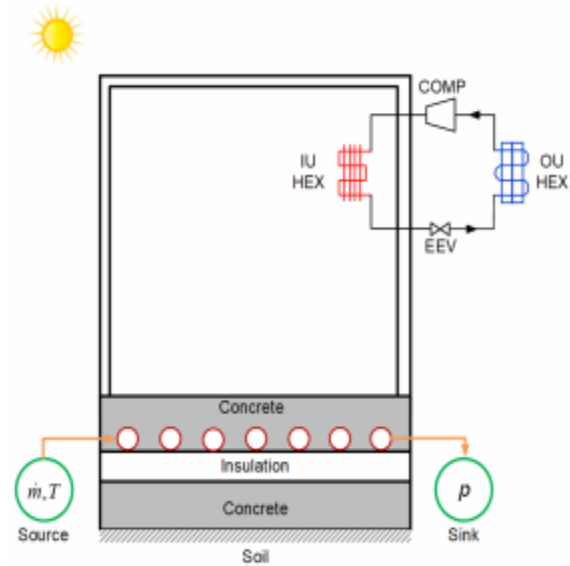 COMP
IU
HEX
OU
HEX
EEV
Concrete
Insulation
ṁ,T
p
Concrete
Source
Sink
Soil